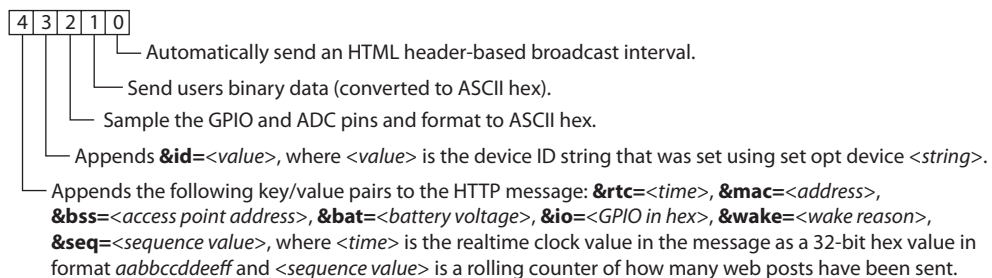 4 3 2 1 0
Automatically send an HTML header-based broadcast interval.
Send users binary data (converted to ASCII hex).
Sample the GPIO and ADC pins and format to ASCII hex.
Appends &id=<value>, where <value> is the device ID string that was set using set opt device <string>.
Appends the following key/value pairs to the HTTP message: &rtc=<time>, &mac=<address>,
&bss=<access point address>, &bat=<battery voltage>, &io=<GPIO in hex>, &wake=<wake reason>,
&seq=<sequence value>, where <time> is the realtime clock value in the message as a 32-bit hex value in
format aabbccddeeff and <sequence value> is a rolling counter of how many web posts have been sent.